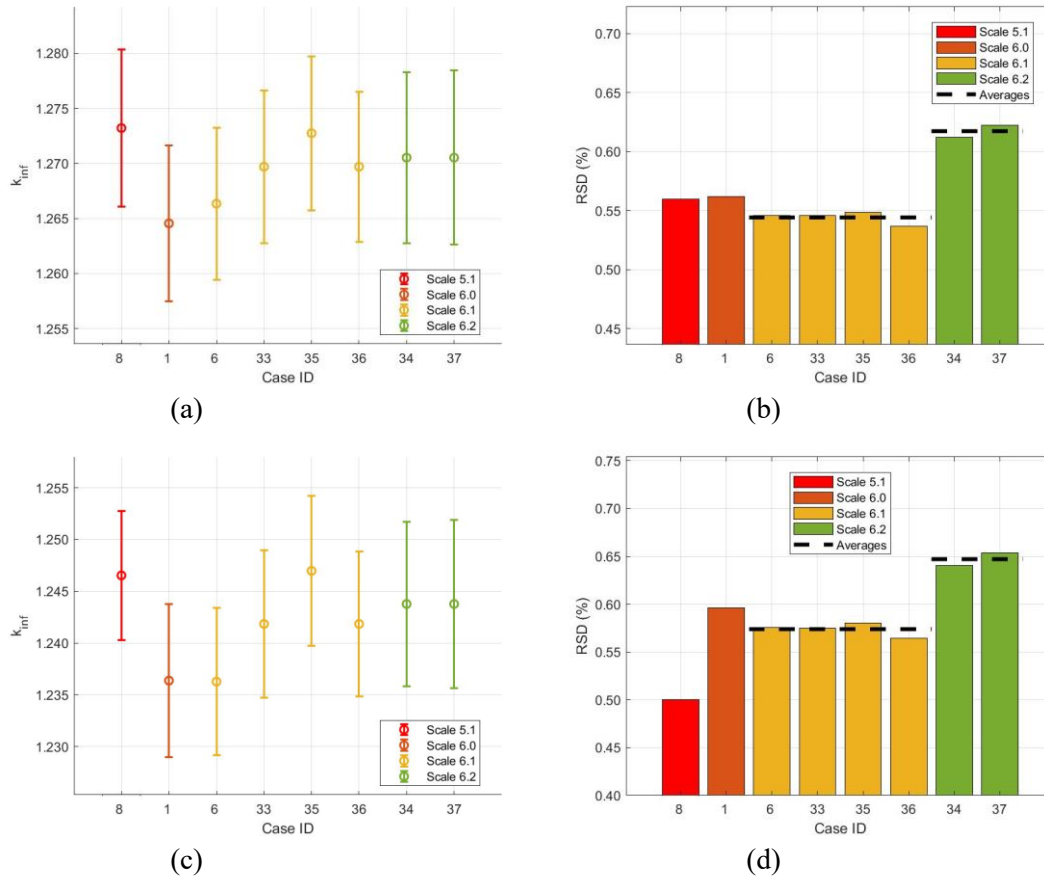 1.280
1.275
1.270
1.265
1.260
1.255
k_inf
8 1 6 33 35 36 34 37
Case ID
Scale 5.1
Scale 6.0
Scale 6.1
Scale 6.2
(a)
0.70
0.65
0.60
0.55
0.50
0.45
RSD (%)
8 1 6 33 35 36 34 37
Case ID
Scale 5.1
Scale 6.0
Scale 6.1
Scale 6.2
Averages
(b)
1.255
1.250
1.245
1.240
1.235
1.230
k_inf
8 1 6 33 35 36 34 37
Case ID
Scale 5.1
Scale 6.0
Scale 6.1
Scale 6.2
(c)
0.75
0.70
0.65
0.60
0.55
0.50
0.45
0.40
RSD (%)
8 1 6 33 35 36 34 37
Case ID
Scale 5.1
Scale 6.0
Scale 6.1
Scale 6.2
Averages
(d)